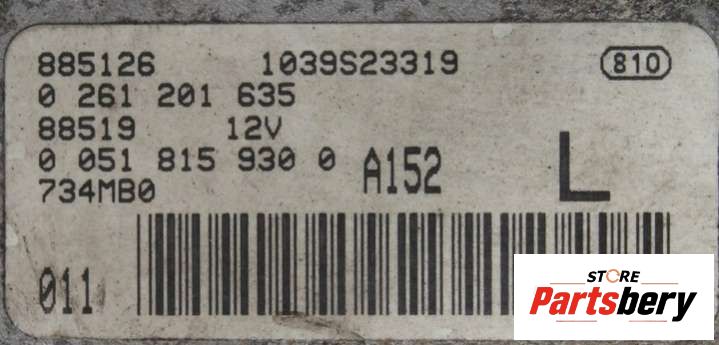 885126 1039S23319 810
0 261 201 635
88519 12V
0 051 815 930 0 A152 L
734MB0
011
STORE
Partsbery